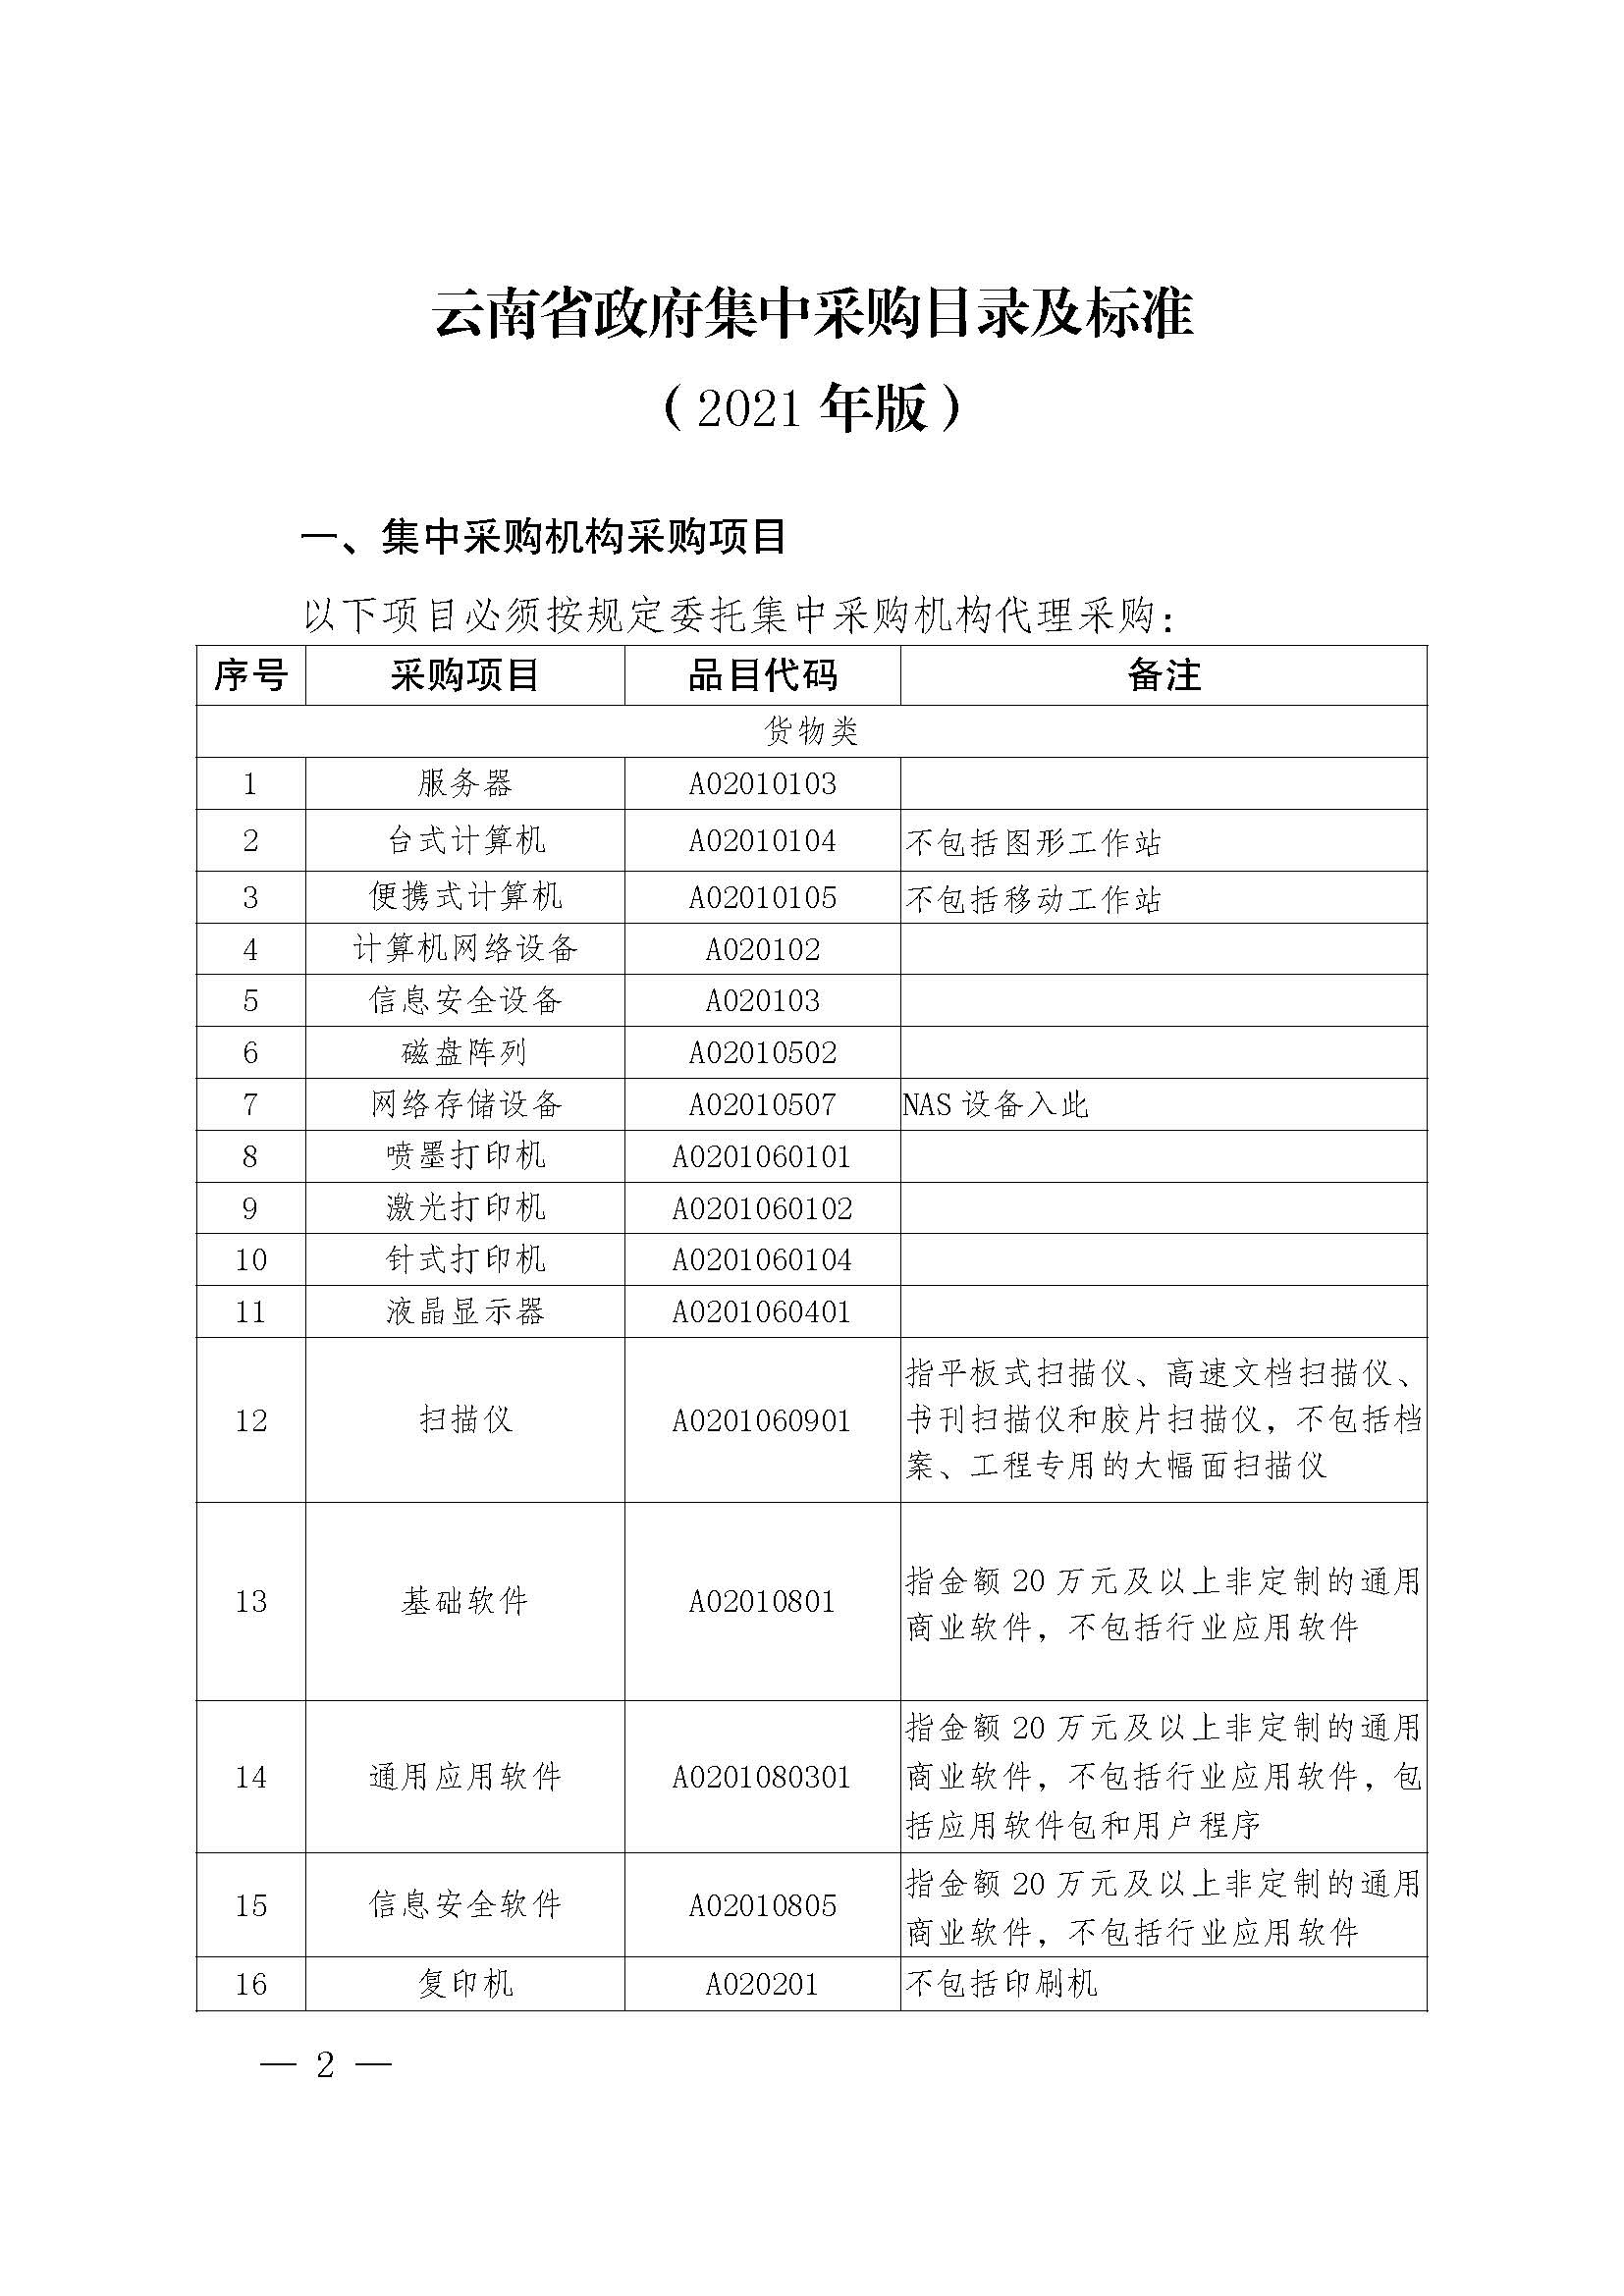 云南省政府集中采购目录及标准
（2021 年版）
一、集中采购机构采购项目
以下项目必须按规定委托集中采购机构代理采购：
序号 采购项目 品目代码 备注
货物类
1 服务器 A02010103
2 台式计算机 A02010104 不包括图形工作站
3 便携式计算机 A02010105 不包括移动工作站
4 计算机网络设备 A020102
5 信息安全设备 A020103
6 磁盘阵列 A02010502
7 网络存储设备 A02010507 NAS 设备入此
8 喷墨打印机 A0201060101
9 激光打印机 A0201060102
10 针式打印机 A0201060104
11 液晶显示器 A0201060401
12 扫描仪 A0201060901 指平板式扫描仪、高速文档扫描仪、
书刊扫描仪和胶片扫描仪，不包括档
案、工程专用的大幅面扫描仪
13 基础软件 A02010801 指金额 20 万元及以上非定制的通用
商业软件，不包括行业应用软件
14 通用应用软件 A0201080301 指金额 20 万元及以上非定制的通用
商业软件，不包括行业应用软件，包
括应用软件包和用户程序
15 信息安全软件 A02010805 指金额 20 万元及以上非定制的通用
商业软件，不包括行业应用软件
16 复印机 A020201 不包括印刷机
— 2 —